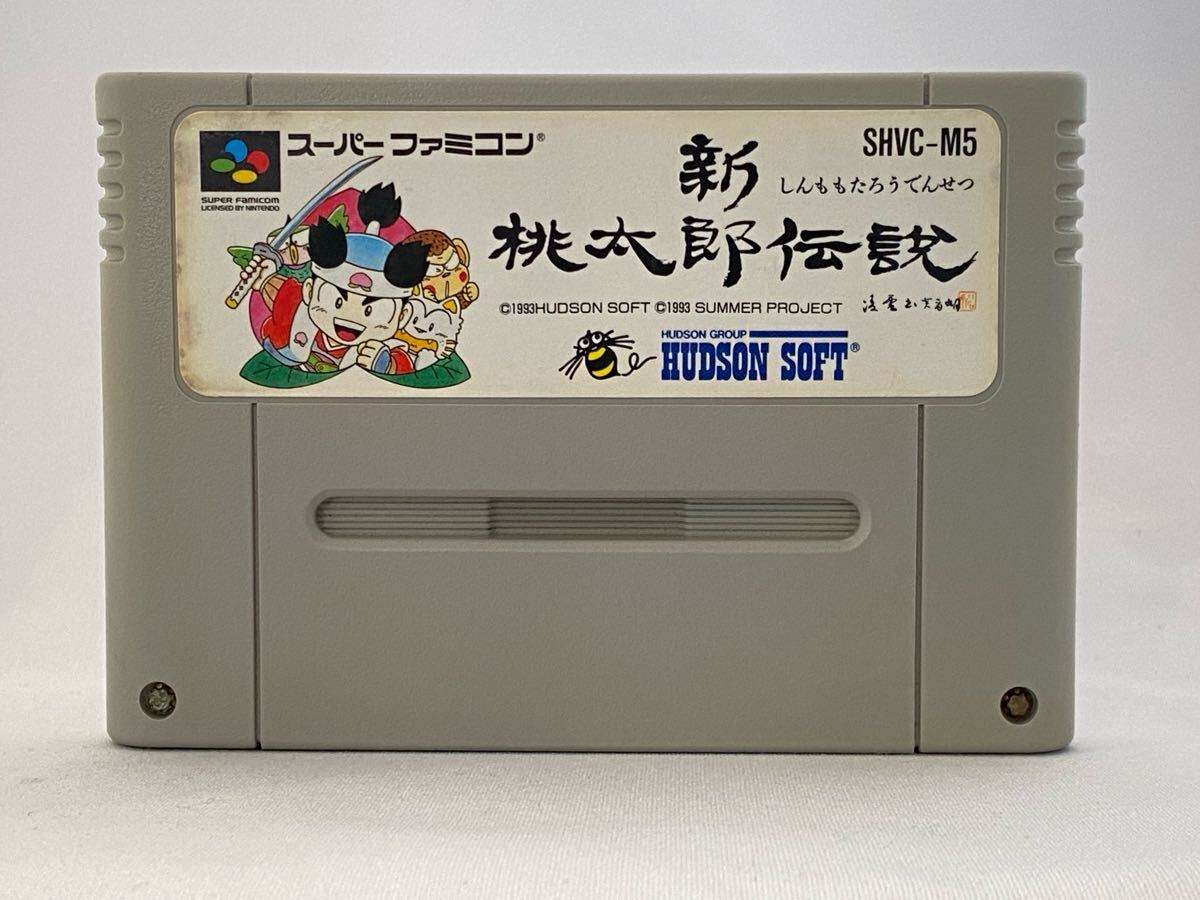 スーパーファミコン®
SUPER FAMICOM
LICENSED BY NINTENDO
SHVC-M5
新
しんももたろうでんせつ
桃太郎伝説
©1993HUDSON SOFT ©1993 SUMMER PROJECT
HUDSON GROUP
HUDSON SOFT®